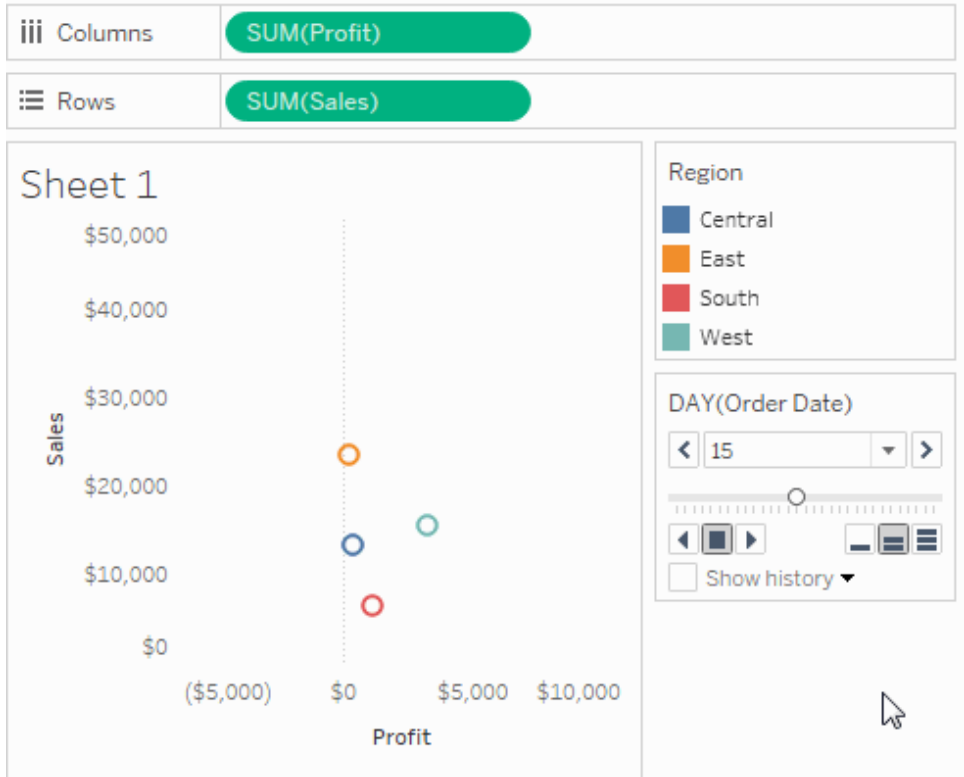 Columns
SUM(Profit)
Rows
SUM(Sales)
Sheet 1
$50,000
$40,000
$30,000
$20,000
$10,000
$0
Sales
($5,000) $0 $5,000 $10,000
Profit
Region
Central
East
South
West
DAY(Order Date)
15
Show history